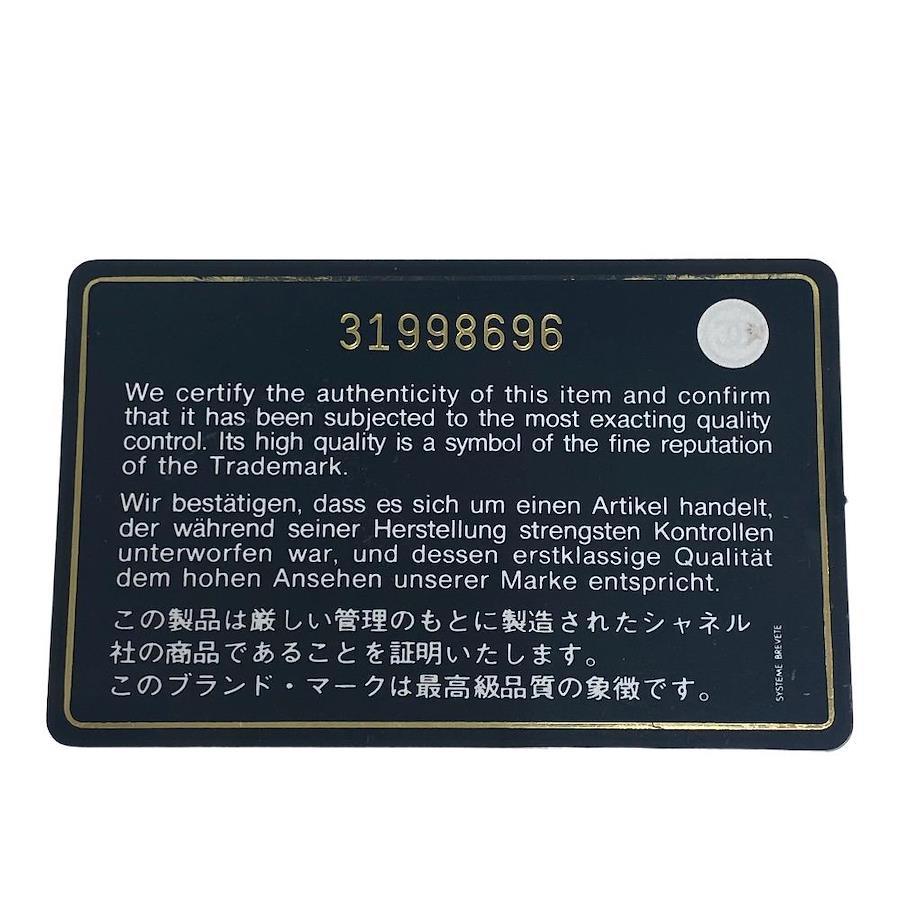 31998696
We certify the authenticity of this item and confirm
that it has been subjected to the most exacting quality
control. Its high quality is a symbol of the fine reputation
of the Trademark.
Wir bestätigen, dass es sich um einen Artikel handelt,
der während seiner Herstellung strengsten Kontrollen
unterworfen war, und dessen erstklassige Qualität
dem hohen Ansehen unserer Marke entspricht.
この製品は厳しい管理のもとに製造されたシャネル
社の商品であることを証明いたします。
このブランド・マークは最高級品質の象徴です。
SYSTEME BREVETE